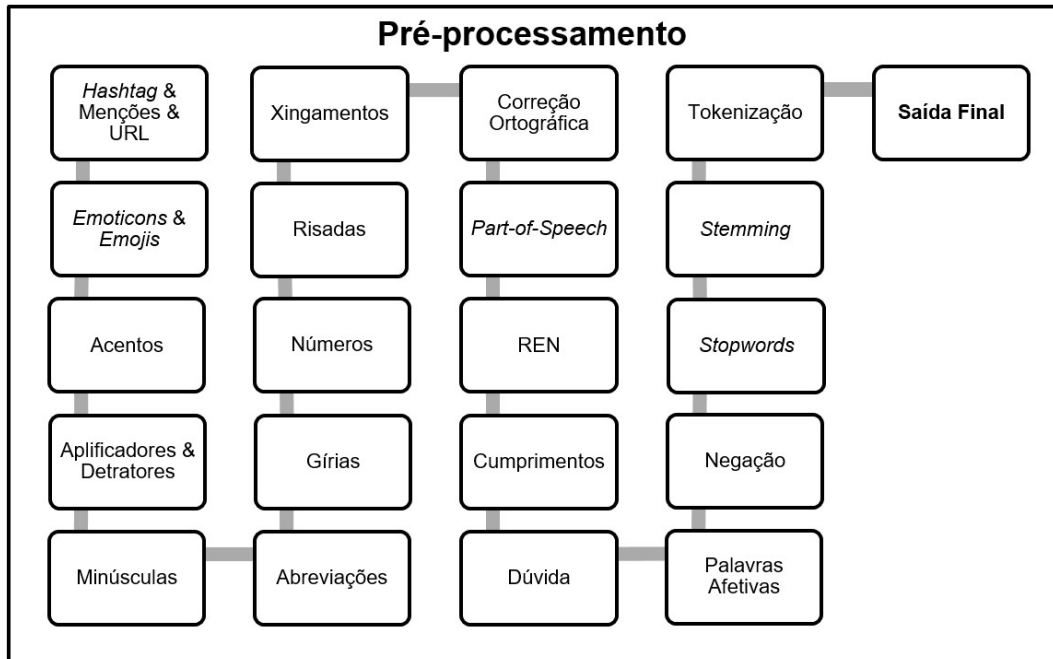 Pré-processamento
Hashtag &
Menções &
URL
Emoticons &
Emojis
Acentos
Aplificadores &
Detratores
Minúsculas
Abreviações
Gírias
Números
Risadas
Xingamentos
Correção
Ortográfica
Part-of-Speech
REN
Cumprimentos
Dúvida
Palavras
Afetivas
Negação
Stopwords
Stemming
Tokenização
Saída Final